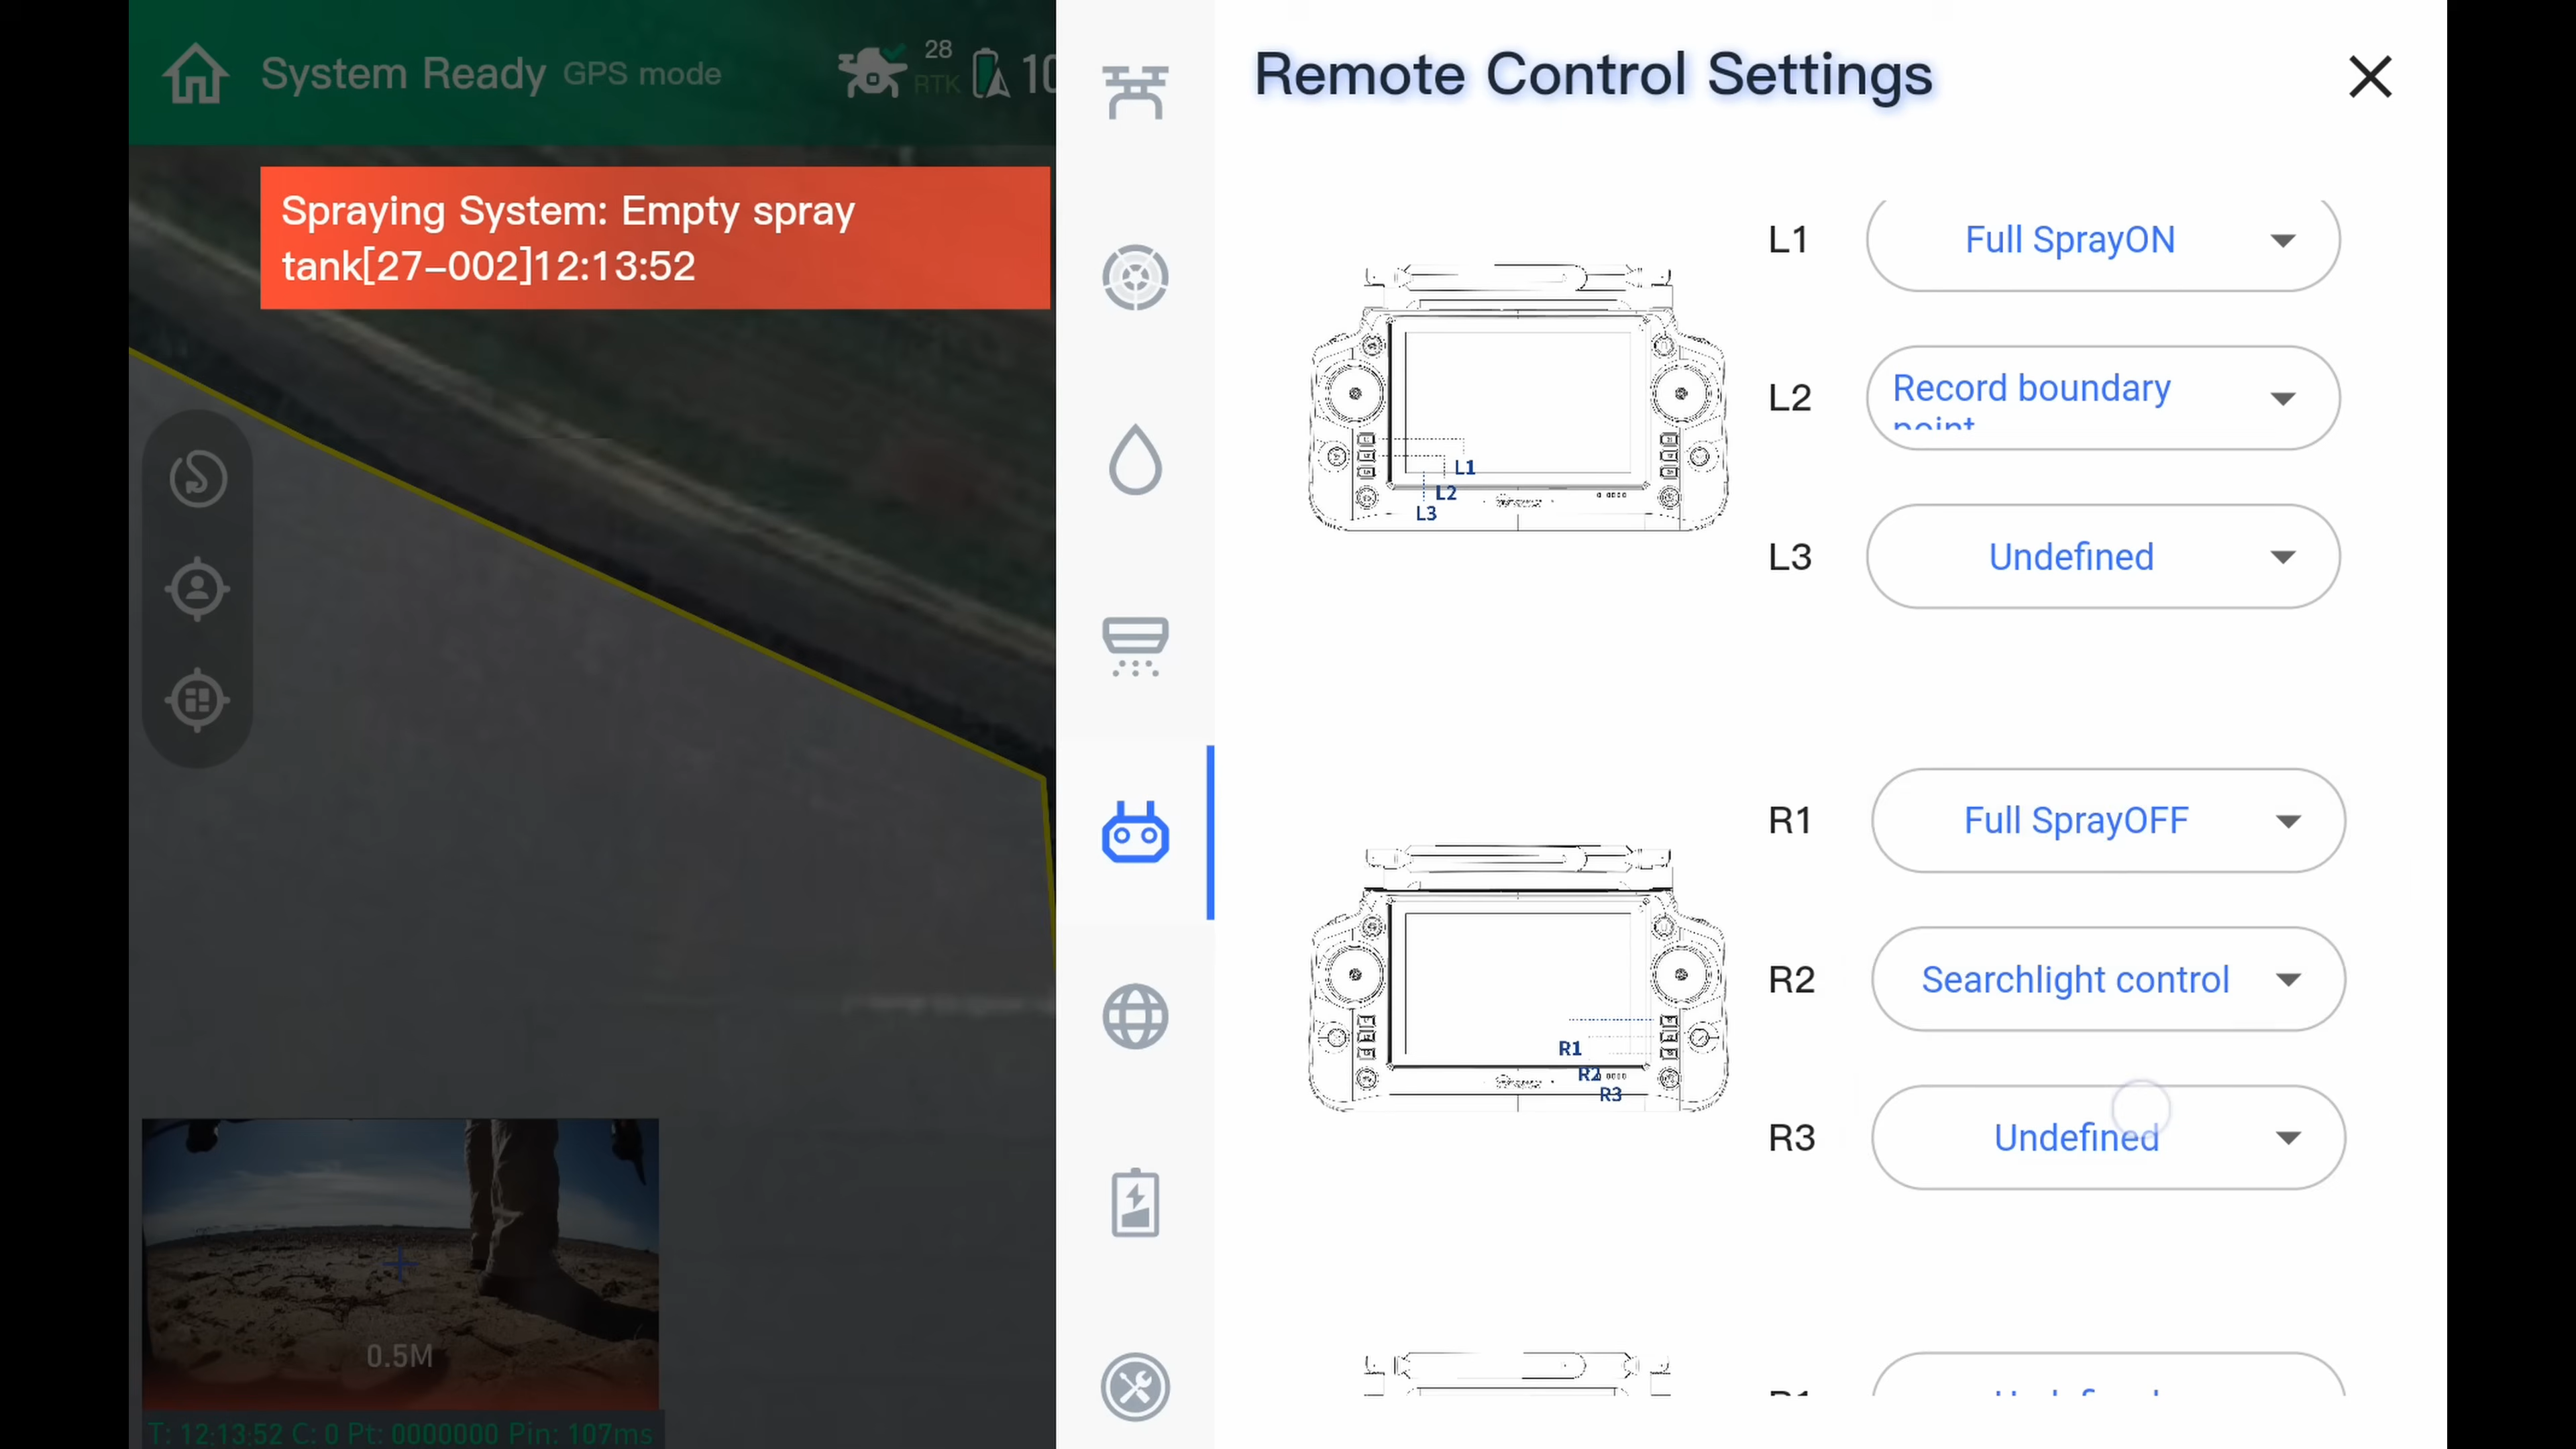 System Ready GPS mode
28
RTK
10
Spraying System: Empty spray
tank[27-002]12:13:52
0.5M
T: 12:13:52 C: 0 Pt: 0000000 Pin: 107ms
Remote Control Settings
L1
Full SprayON
L2
Record boundary
point
L3
Undefined
L1
L2
L3
R1
Full SprayOFF
R2
Searchlight control
R3
Undefined
R1
R2
R3